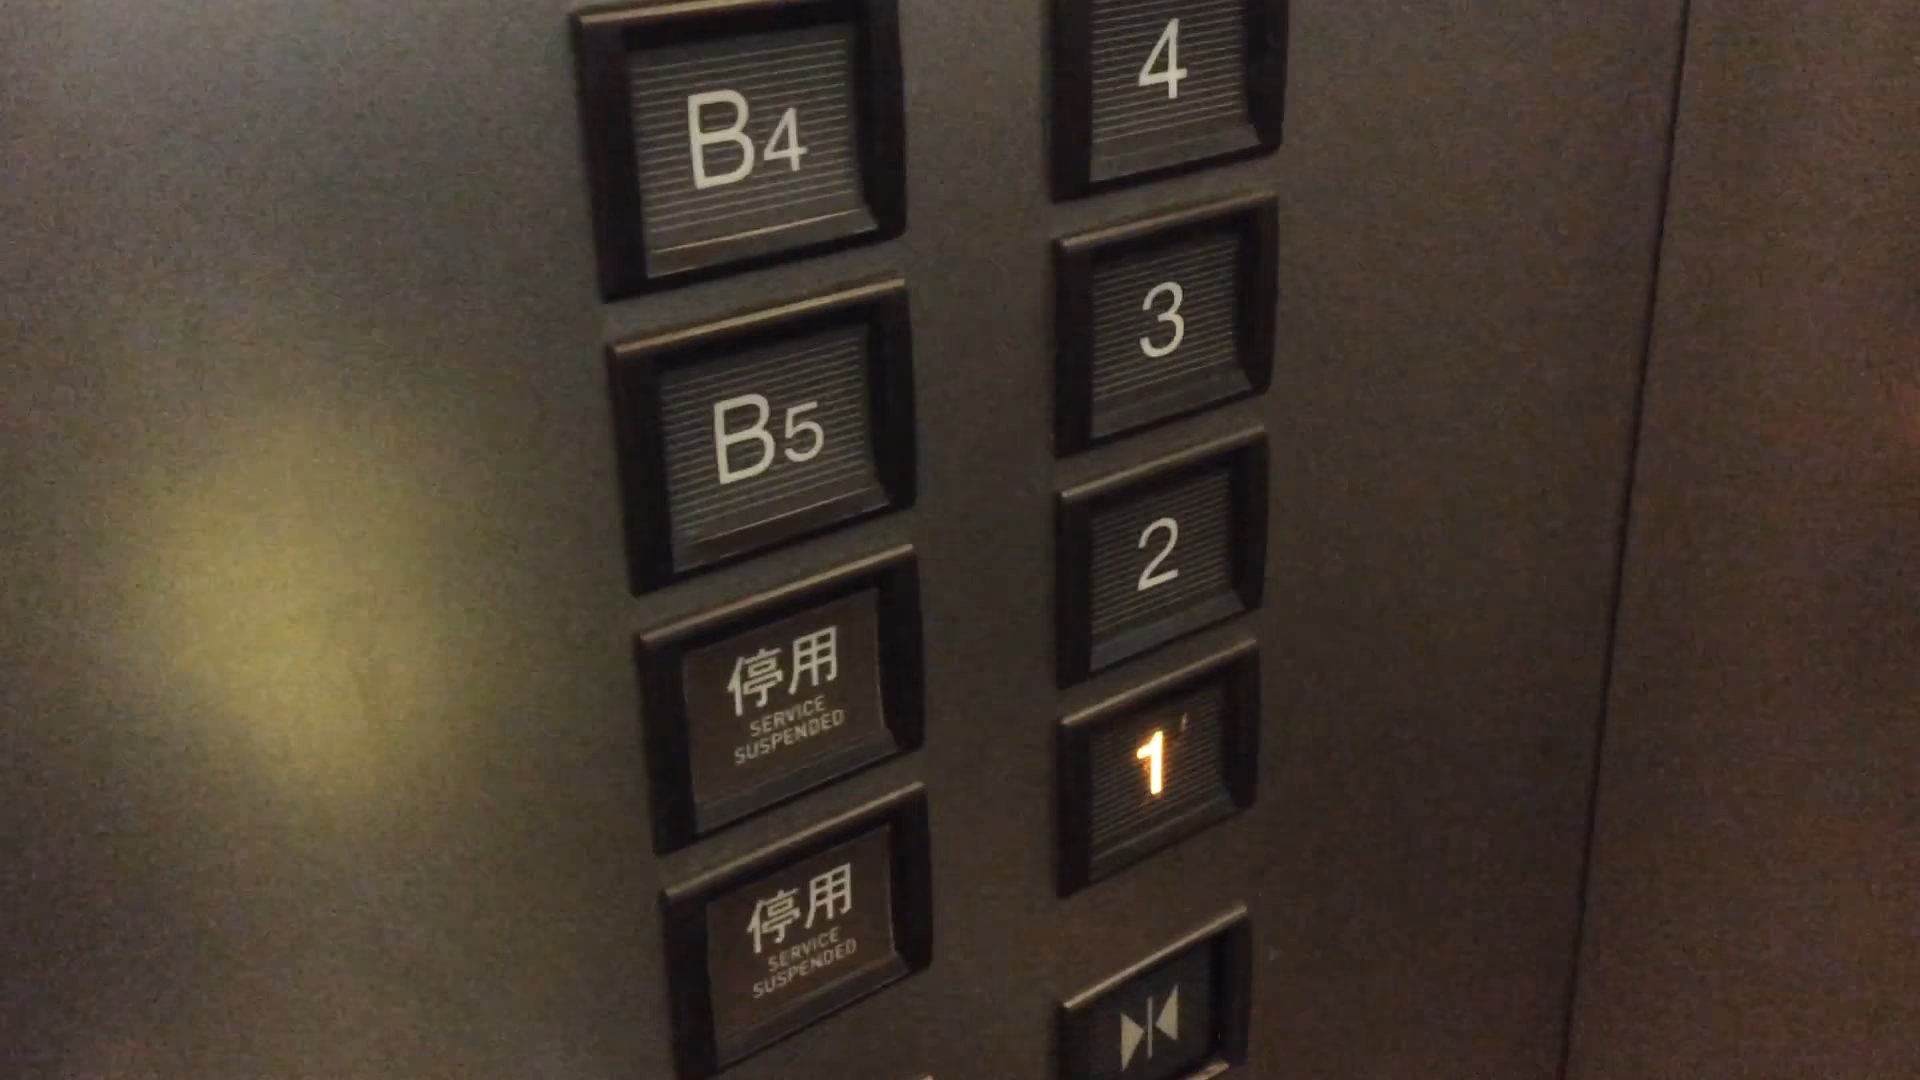 B4
4
B5
3
2
停用
SERVICE
SUSPENDED
1
停用
SERVICE
SUSPENDED